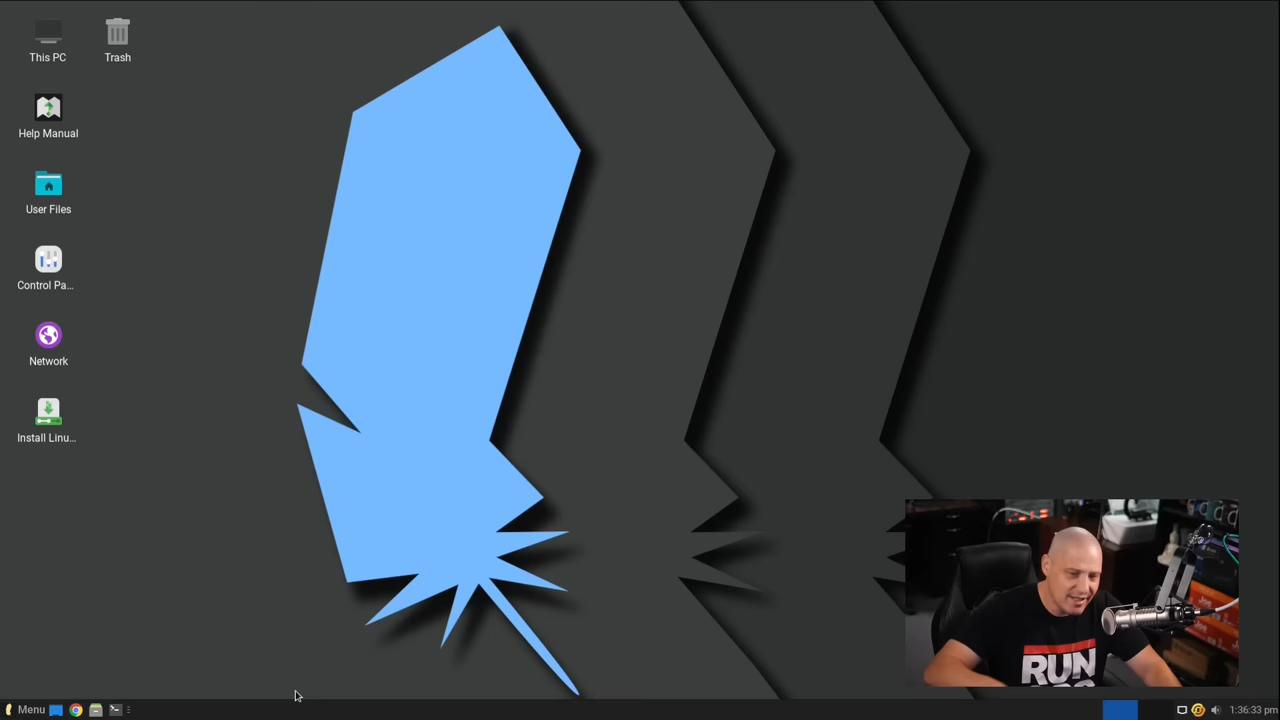 This PC
Trash
Help Manual
User Files
Control Pa...
Network
Install Linu...
RUN
Menu
1:36:33 pm